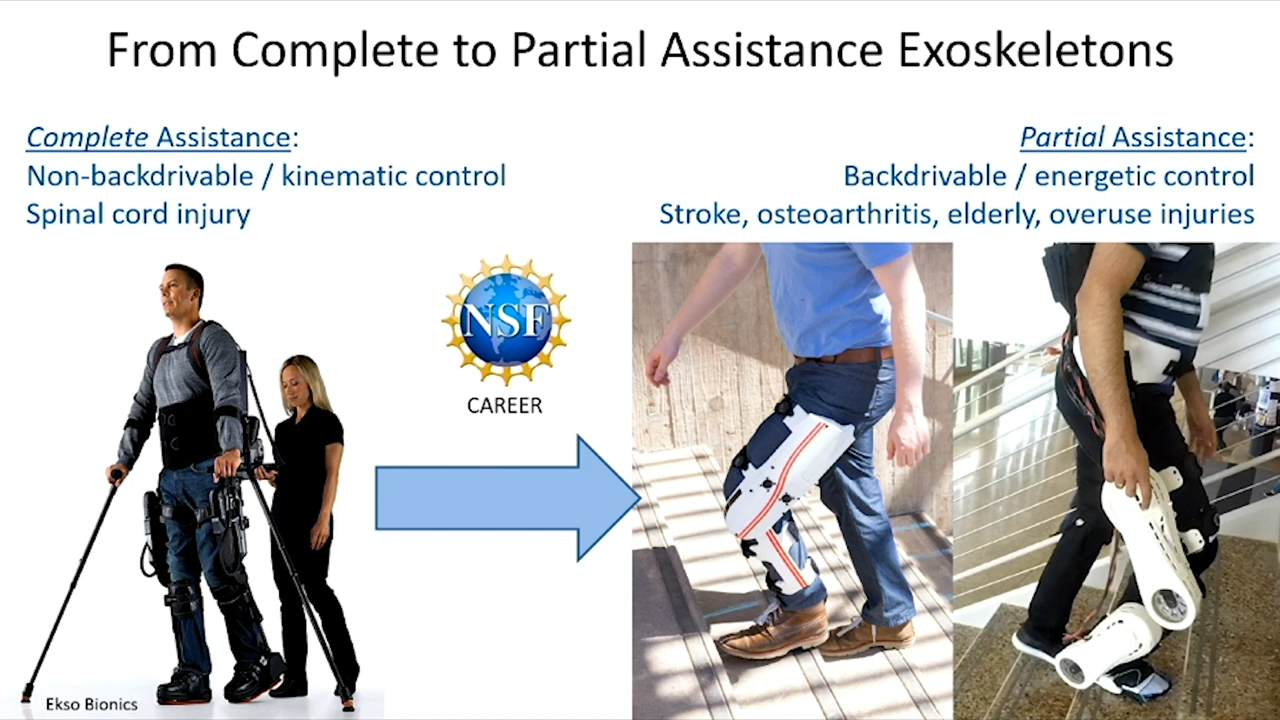 From Complete to Partial Assistance Exoskeletons
Complete Assistance:
Non-backdrivable / kinematic control
Spinal cord injury
Partial Assistance:
Backdrivable / energetic control
Stroke, osteoarthritis, elderly, overuse injuries
NSF
CAREER
Ekso Bionics